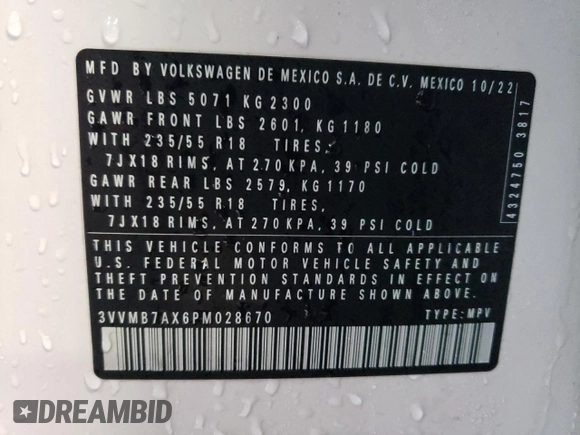 MFD BY VOLKSWAGEN DE MEXICO S.A. DE C.V. MEXICO 10/22
GVWR LBS 5071 KG 2300
GAWR FRONT LBS 2601, KG 1180
WITH 235/55 R18 TIRES,
7JX18 RIMS, AT 270 KPA, 39 PSI COLD
GAWR REAR LBS 2579, KG 1170
WITH 235/55 R18 TIRES,
7JX18 RIMS, AT 270 KPA, 39 PSI COLD
THIS VEHICLE CONFORMS TO ALL APPLICABLE
U.S. FEDERAL MOTOR VEHICLE SAFETY AND
THEFT PREVENTION STANDARDS IN EFFECT ON
THE DATE OF MANUFACTURE SHOWN ABOVE.
3VVMB7AX6PM028670 TYPE: MPV
4324750 3817
DREAMBID